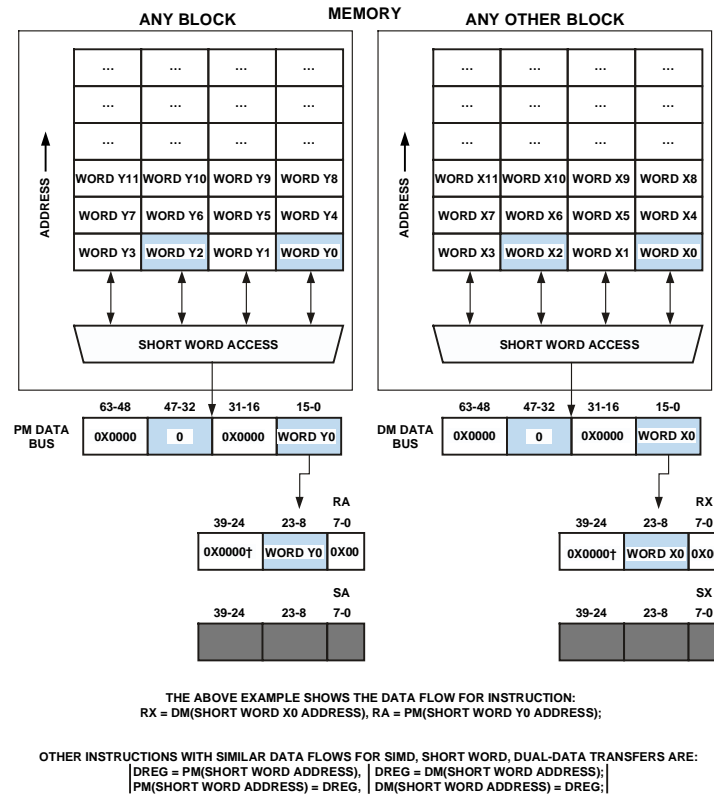 MEMORY
ANY BLOCK
ANY OTHER BLOCK
ADDRESS
... ... ... ...
... ... ... ...
... ... ... ...
WORD Y11 WORD Y10 WORD Y9 WORD Y8
WORD Y7 WORD Y6 WORD Y5 WORD Y4
WORD Y3 WORD Y2 WORD Y1 WORD Y0
SHORT WORD ACCESS
ADDRESS
... ... ... ...
... ... ... ...
... ... ... ...
WORD X11 WORD X10 WORD X9 WORD X8
WORD X7 WORD X6 WORD X5 WORD X4
WORD X3 WORD X2 WORD X1 WORD X0
SHORT WORD ACCESS
63-48 47-32 31-16 15-0
PM DATA
BUS
0X0000 0 0X0000 WORD Y0
63-48 47-32 31-16 15-0
DM DATA
BUS
0X0000 0 0X0000 WORD X0
RA
39-24 23-8 7-0
0X0000† WORD Y0 0X00
RX
39-24 23-8 7-0
0X0000† WORD X0 0X00
SA
39-24 23-8 7-0
SX
39-24 23-8 7-0
THE ABOVE EXAMPLE SHOWS THE DATA FLOW FOR INSTRUCTION:
RX = DM(SHORT WORD X0 ADDRESS), RA = PM(SHORT WORD Y0 ADDRESS);
OTHER INSTRUCTIONS WITH SIMILAR DATA FLOWS FOR SIMD, SHORT WORD, DUAL-DATA TRANSFERS ARE:
DREG = PM(SHORT WORD ADDRESS), DREG = DM(SHORT WORD ADDRESS);
PM(SHORT WORD ADDRESS) = DREG, DM(SHORT WORD ADDRESS) = DREG;